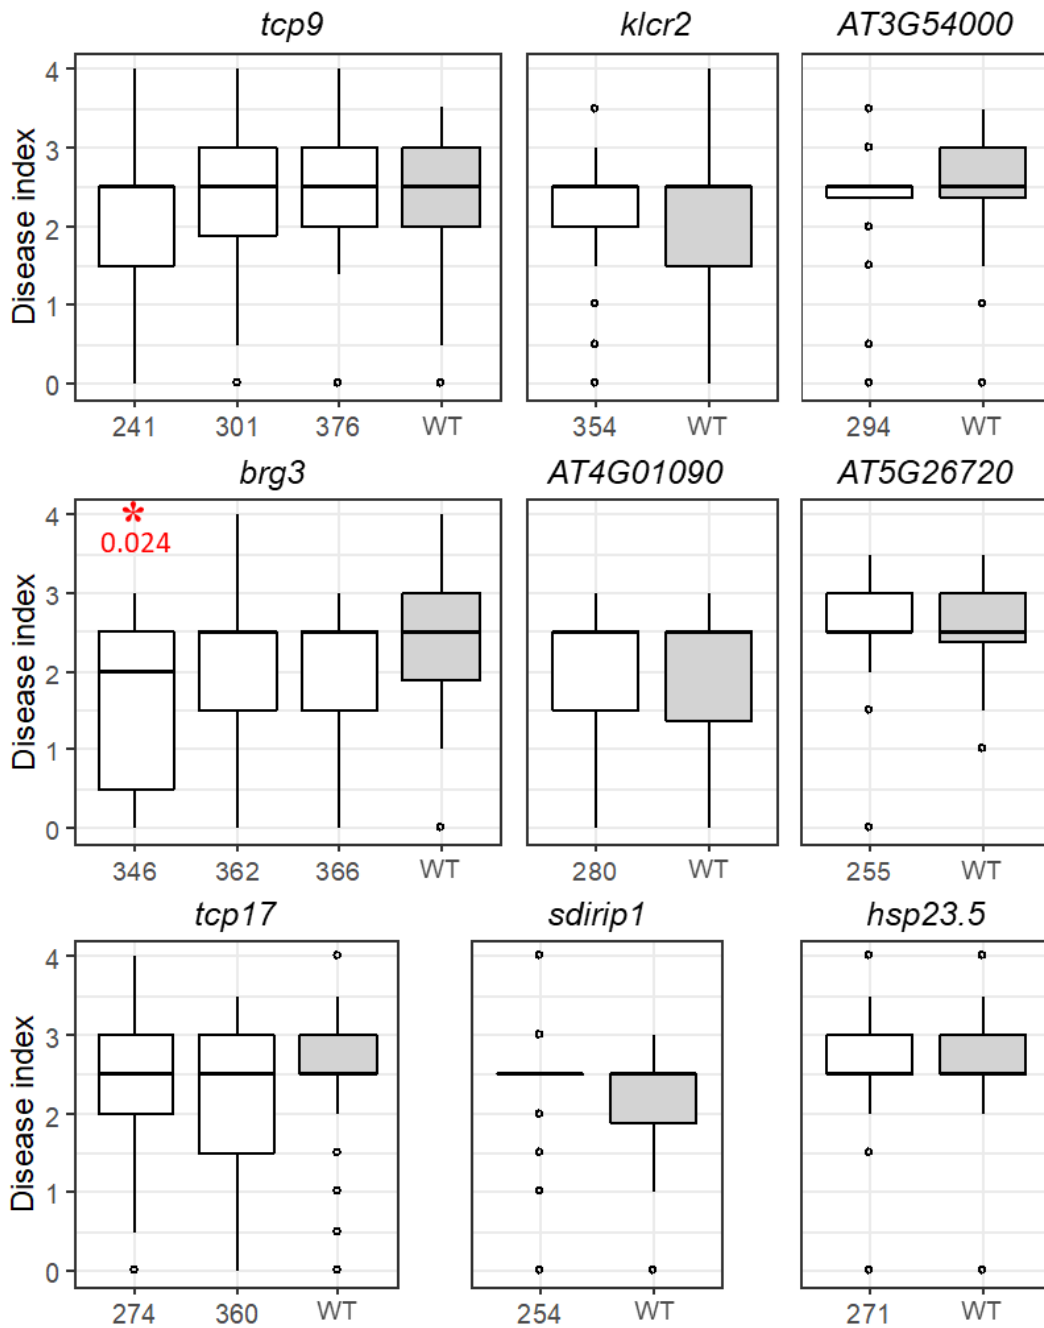 tcp9 klcr2 AT3G54000
Disease index
4
3
2
1
0
241 301 376 WT 354 WT 294 WT
brg3 AT4G01090 AT5G26720
Disease index
4
3
2
1
0
*
0.024
346 362 366 WT 280 WT 255 WT
tcp17 sdirip1 hsp23.5
Disease index
4
3
2
1
0
274 360 WT 254 WT 271 WT